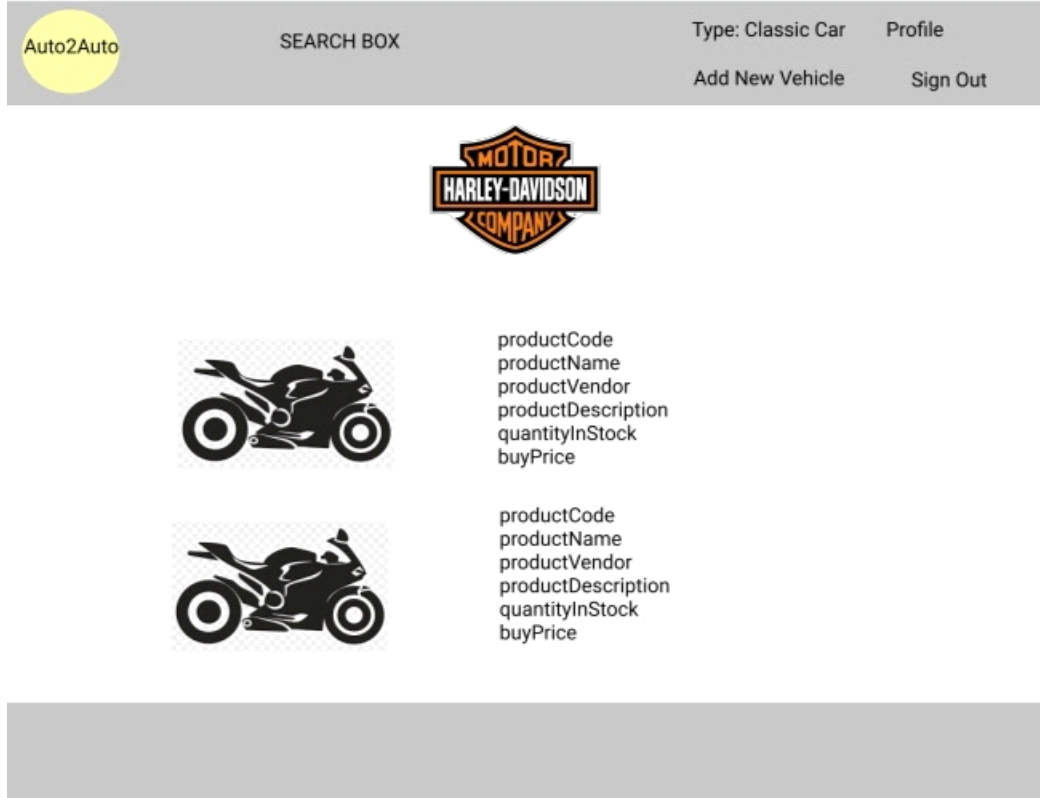 Auto2Auto
SEARCH BOX
Type: Classic Car
Profile
Add New Vehicle
Sign Out
MOTOR
HARLEY-DAVIDSON
COMPANY
productCode
productName
productVendor
productDescription
quantityInStock
buyPrice
productCode
productName
productVendor
productDescription
quantityInStock
buyPrice